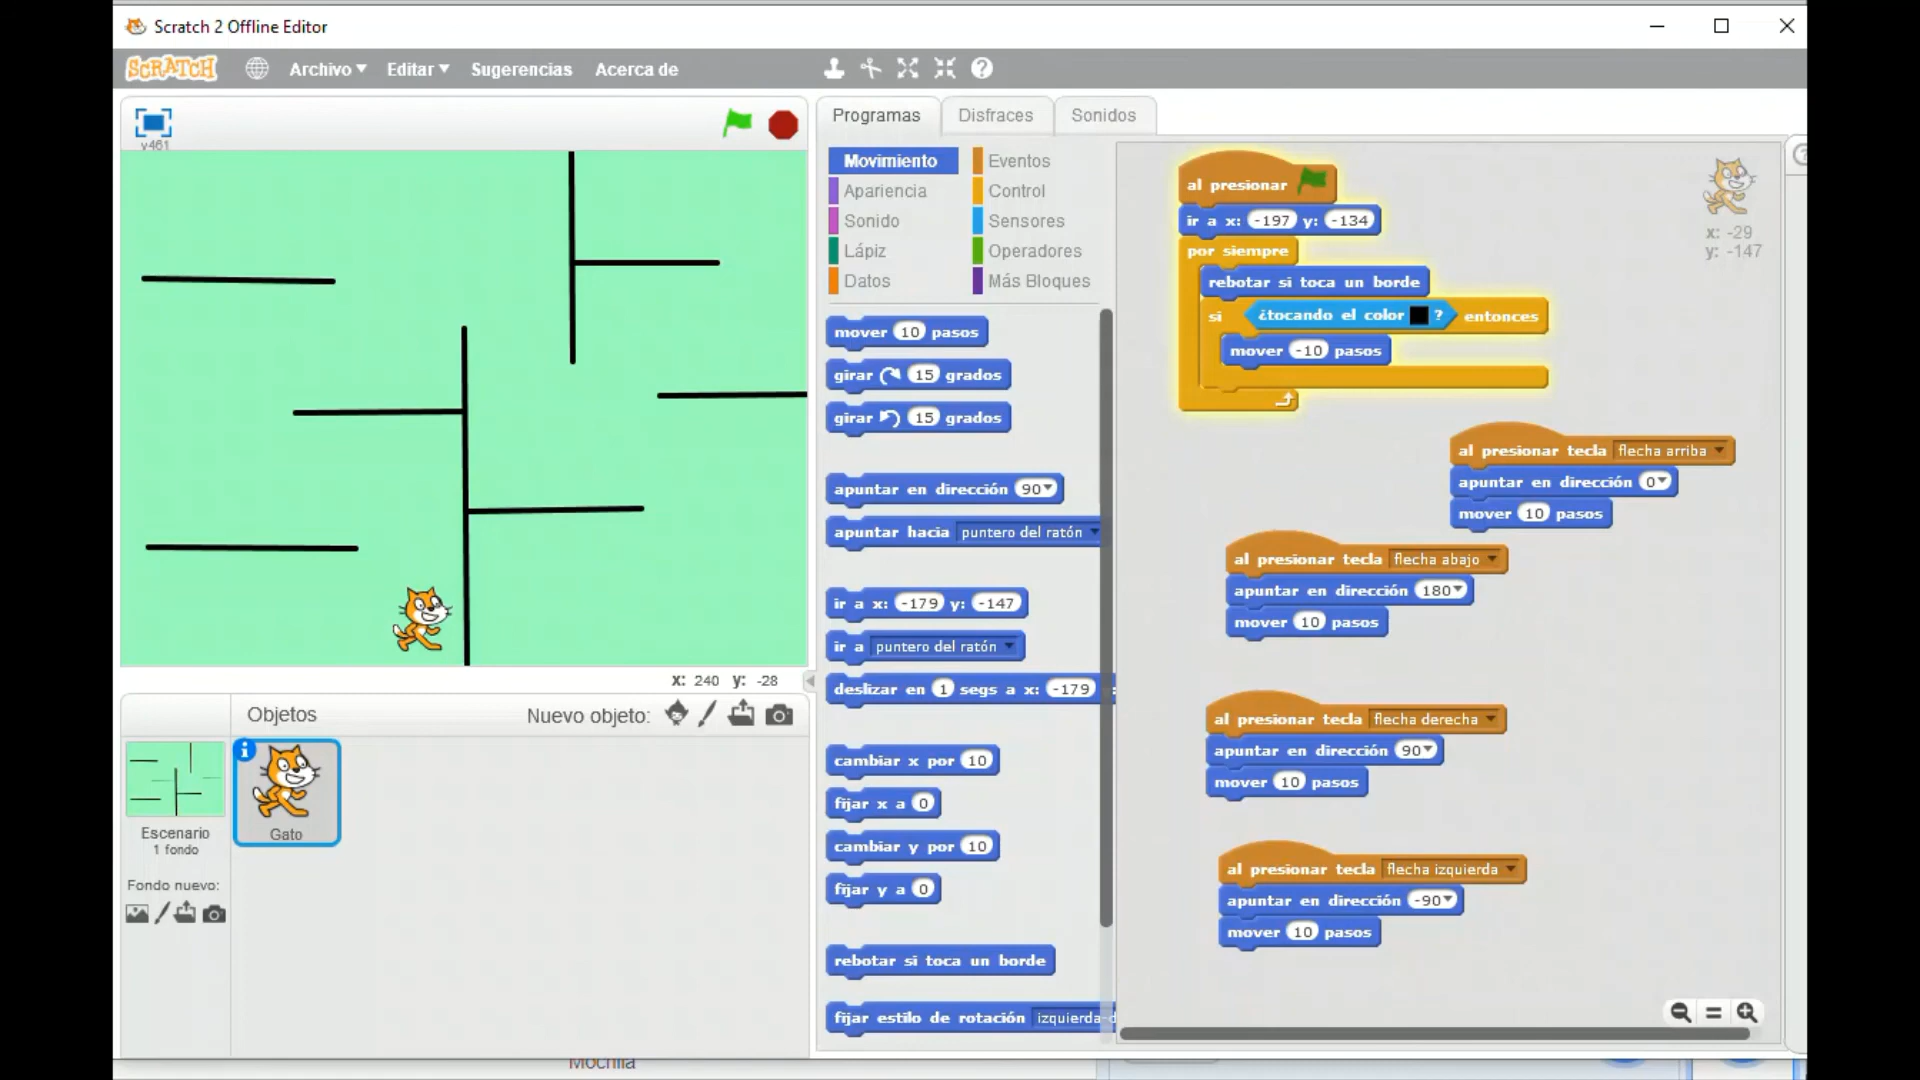 Scratch 2 Offline Editor
SCRATCH
Archivo
Editar
Sugerencias
Acerca de
v461
x: 240 y: -28
Objetos
Nuevo objeto:
Gato
Escenario
1 fondo
Fondo nuevo:
Programas
Disfraces
Sonidos
Movimiento
Apariencia
Sonido
Lápiz
Datos
Eventos
Control
Sensores
Operadores
Más Bloques
mover 10 pasos
girar 15 grados
girar 15 grados
apuntar en dirección 90
apuntar hacia puntero del ratón
ir a x: -179 y: -147
ir a puntero del ratón
deslizar en 1 segs a x: -179
cambiar x por 10
fijar x a 0
cambiar y por 10
fijar y a 0
rebotar si toca un borde
fijar estilo de rotación izquierda-d
al presionar
ir a x: -197 y: -134
por siempre
rebotar si toca un borde
si ¿tocando el color ? entonces
mover -10 pasos
x: -29
y: -147
al presionar tecla flecha arriba
apuntar en dirección 0
mover 10 pasos
al presionar tecla flecha abajo
apuntar en dirección 180
mover 10 pasos
al presionar tecla flecha derecha
apuntar en dirección 90
mover 10 pasos
al presionar tecla flecha izquierda
apuntar en dirección -90
mover 10 pasos
Mochila